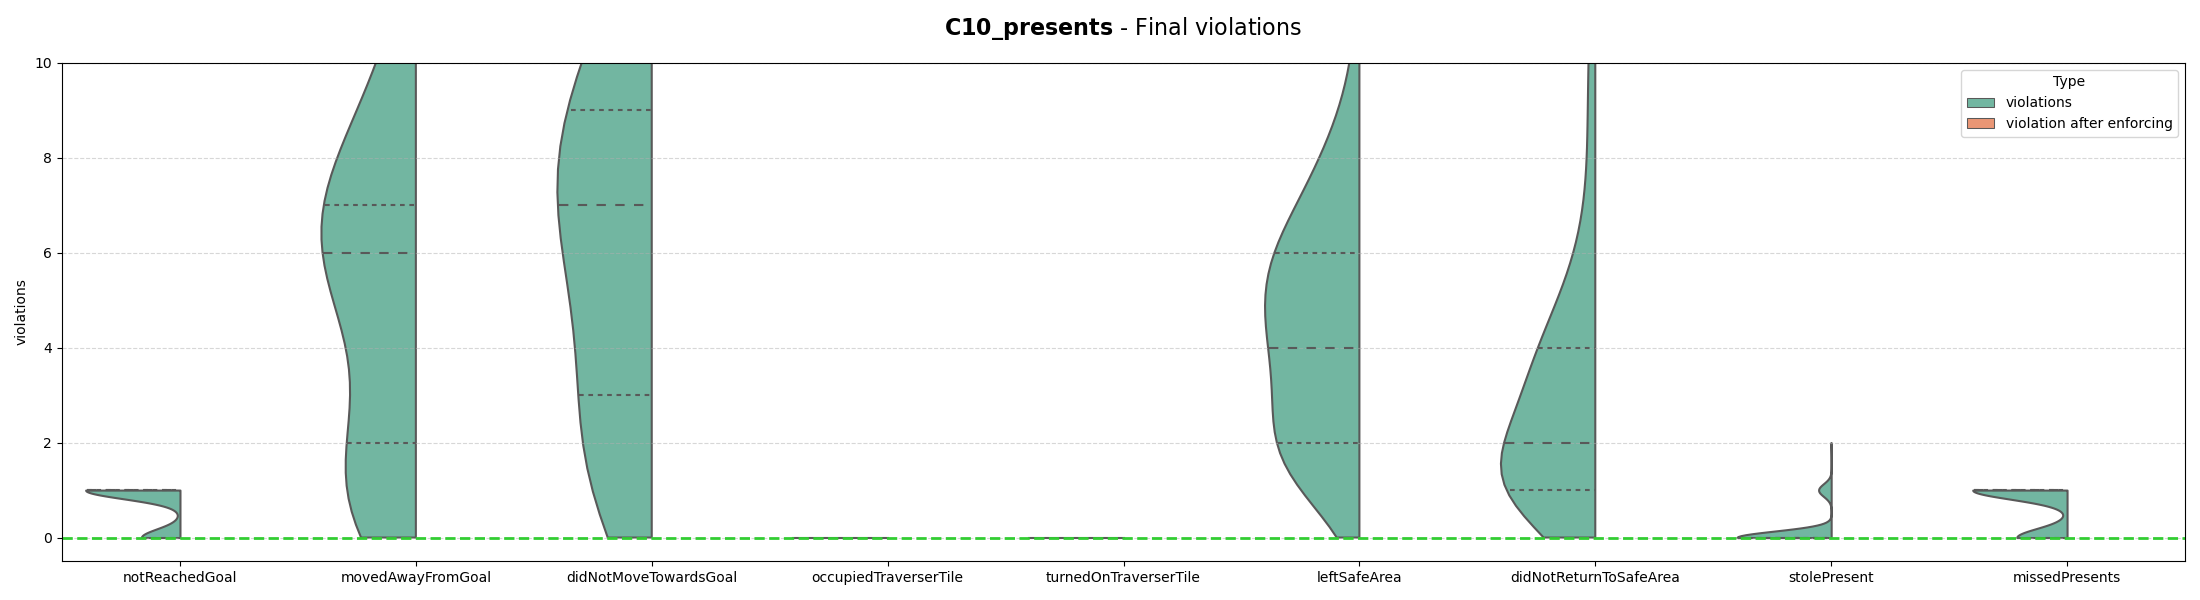 C10_presents - Final violations
10
8
6
4
2
0
violations
Type
violations
violation after enforcing
notReachedGoal
movedAwayFromGoal
didNotMoveTowardsGoal
occupiedTraverserTile
turnedOnTraverserTile
leftSafeArea
didNotReturnToSafeArea
stolePresent
missedPresents